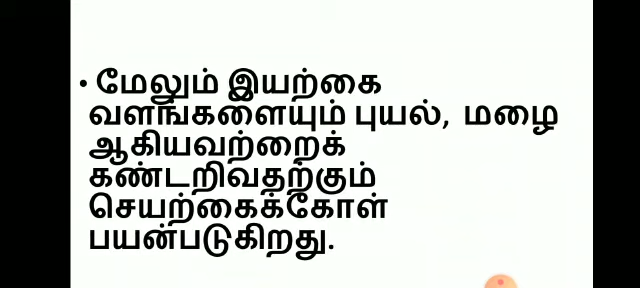 • மேலும் இயற்கை
வளங்களையும் புயல், மழை
ஆகியவற்றைக்
கண்டறிவதற்கும்
செயற்கைக்கோள்
பயன்படுகிறது.